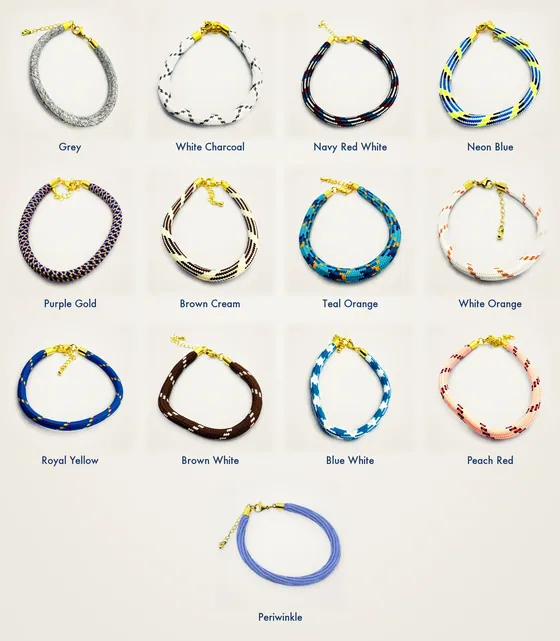 Grey
White Charcoal
Navy Red White
Neon Blue
Purple Gold
Brown Cream
Teal Orange
White Orange
Royal Yellow
Brown White
Blue White
Peach Red
Periwinkle